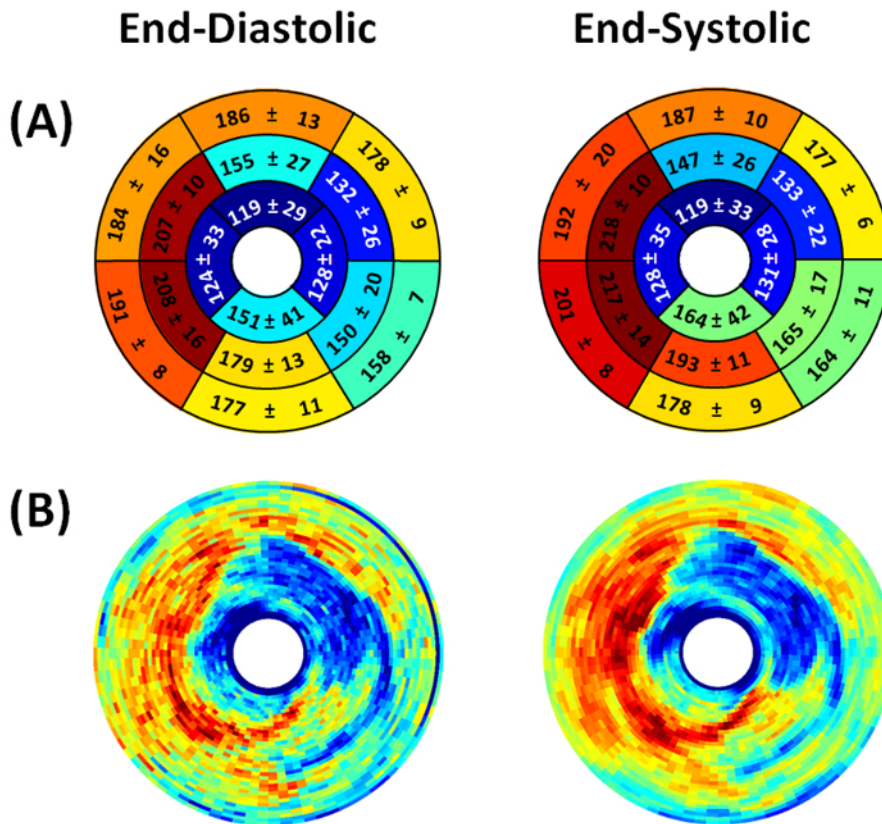 End-Diastolic
End-Systolic
(A)
186 ± 13
178 ± 9
158 ± 7
177 ± 11
191 ± 8
184 ± 16
155 ± 27
132 ± 26
150 ± 20
179 ± 13
208 ± 16
207 ± 10
119 ± 29
128 ± 22
151 ± 41
124 ± 33
187 ± 10
177 ± 6
164 ± 11
178 ± 9
201 ± 8
192 ± 20
147 ± 26
133 ± 22
165 ± 17
193 ± 11
217 ± 14
218 ± 10
119 ± 33
131 ± 28
164 ± 42
128 ± 35
(B)